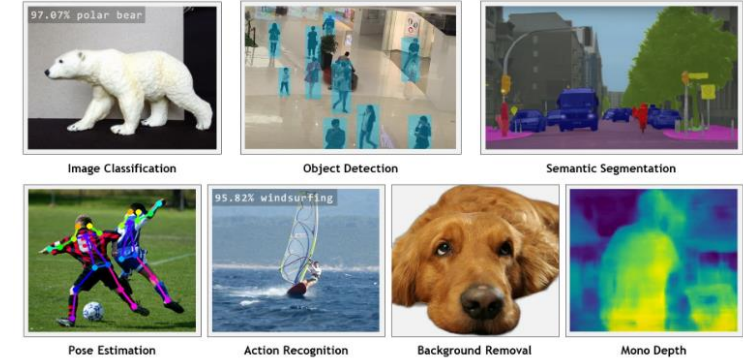 97.07% polar bear
Image Classification
Object Detection
Semantic Segmentation
95.82% windsurfing
Pose Estimation
Action Recognition
Background Removal
Mono Depth